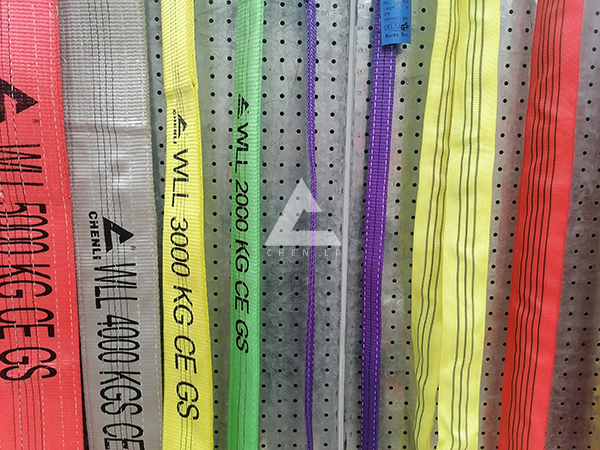 WLL 5000 KG CE GS
CHENLI
WLL 4000 KGS CE
WLL 3000 KG CE GS
WLL 2000 KG CE GS
CHENLI